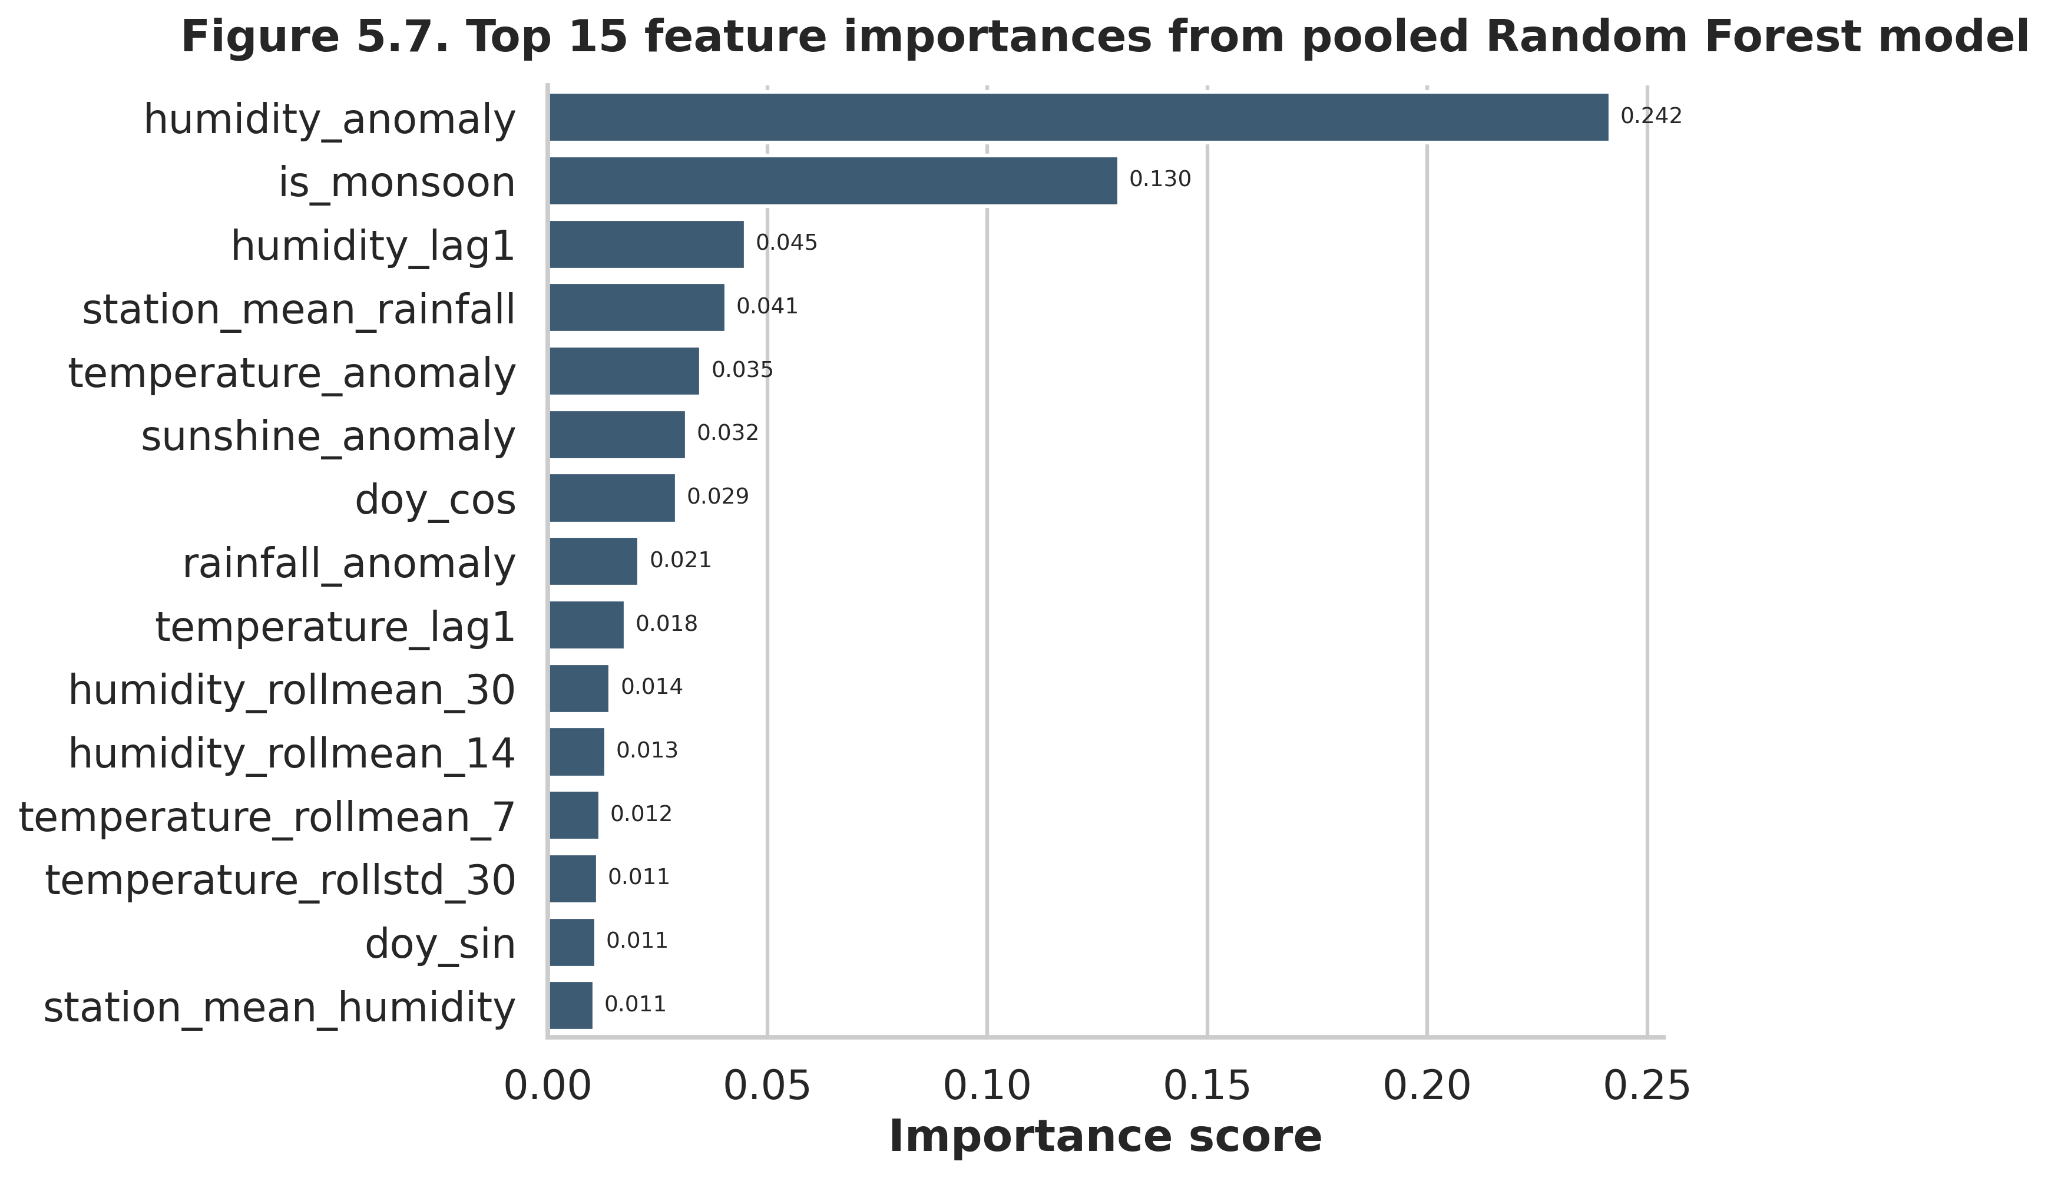 Figure 5.7. Top 15 feature importances from pooled Random Forest model
humidity_anomaly 0.242
is_monsoon 0.130
humidity_lag1 0.045
station_mean_rainfall 0.041
temperature_anomaly 0.035
sunshine_anomaly 0.032
doy_cos 0.029
rainfall_anomaly 0.021
temperature_lag1 0.018
humidity_rollmean_30 0.014
humidity_rollmean_14 0.013
temperature_rollmean_7 0.012
temperature_rollstd_30 0.011
doy_sin 0.011
station_mean_humidity 0.011
0.00 0.05 0.10 0.15 0.20 0.25
Importance score